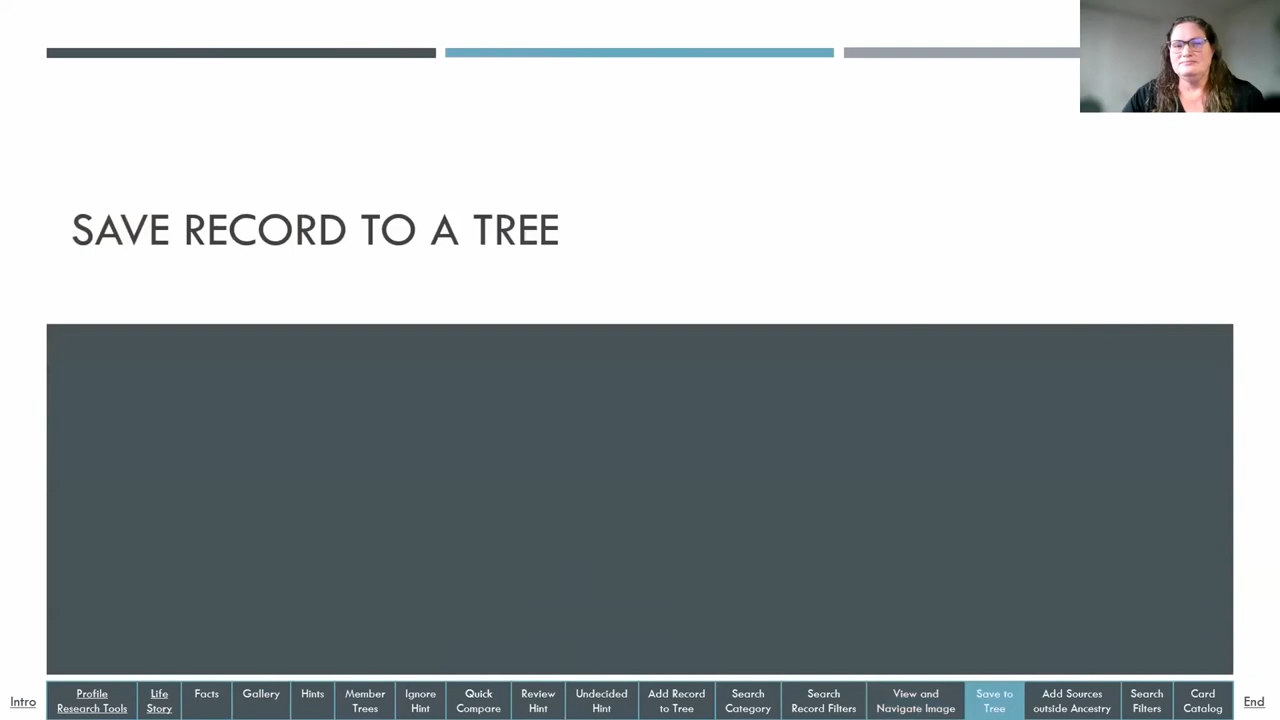 SAVE RECORD TO A TREE
Intro
Profile
Research Tools
Life
Story
Facts
Gallery
Hints
Member
Trees
Ignore
Hint
Quick
Compare
Review
Hint
Undecided
Hint
Add Record
to Tree
Search
Category
Search
Record Filters
View and
Navigate Image
Save to
Tree
Add Sources
outside Ancestry
Search
Filters
Card
Catalog
End